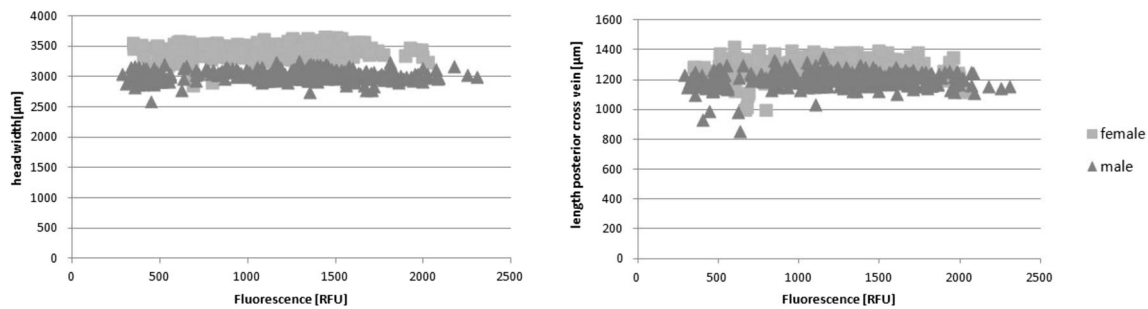 4000
3500
3000
2500
2000
1500
1000
500
0
head width[µm]
0 500 1000 1500 2000 2500
Fluorescence [RFU]
1600
1400
1200
1000
800
600
400
200
0
length posterior cross vein [µm]
0 500 1000 1500 2000 2500
Fluorescence [RFU]
female
male